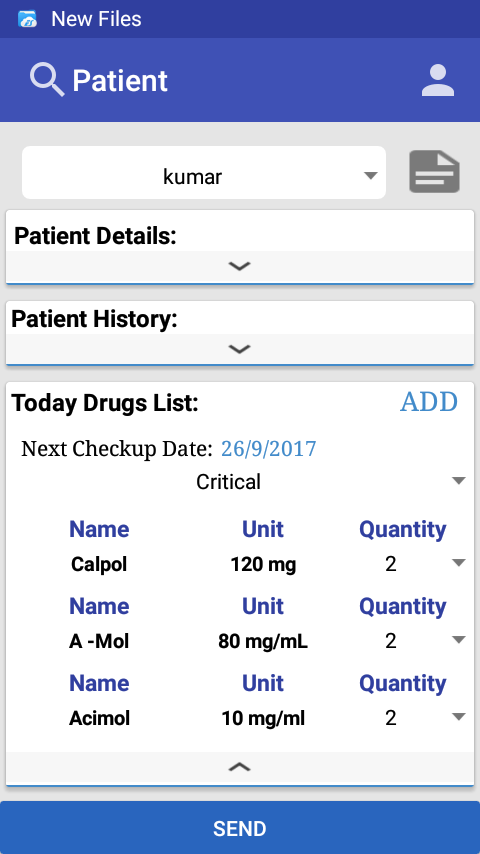 New Files
Patient
kumar
Patient Details:
Patient History:
Today Drugs List:
ADD
Next Checkup Date: 26/9/2017
Critical
Name Unit Quantity
Calpol 120 mg 2
Name Unit Quantity
A -Mol 80 mg/mL 2
Name Unit Quantity
Acimol 10 mg/ml 2
SEND